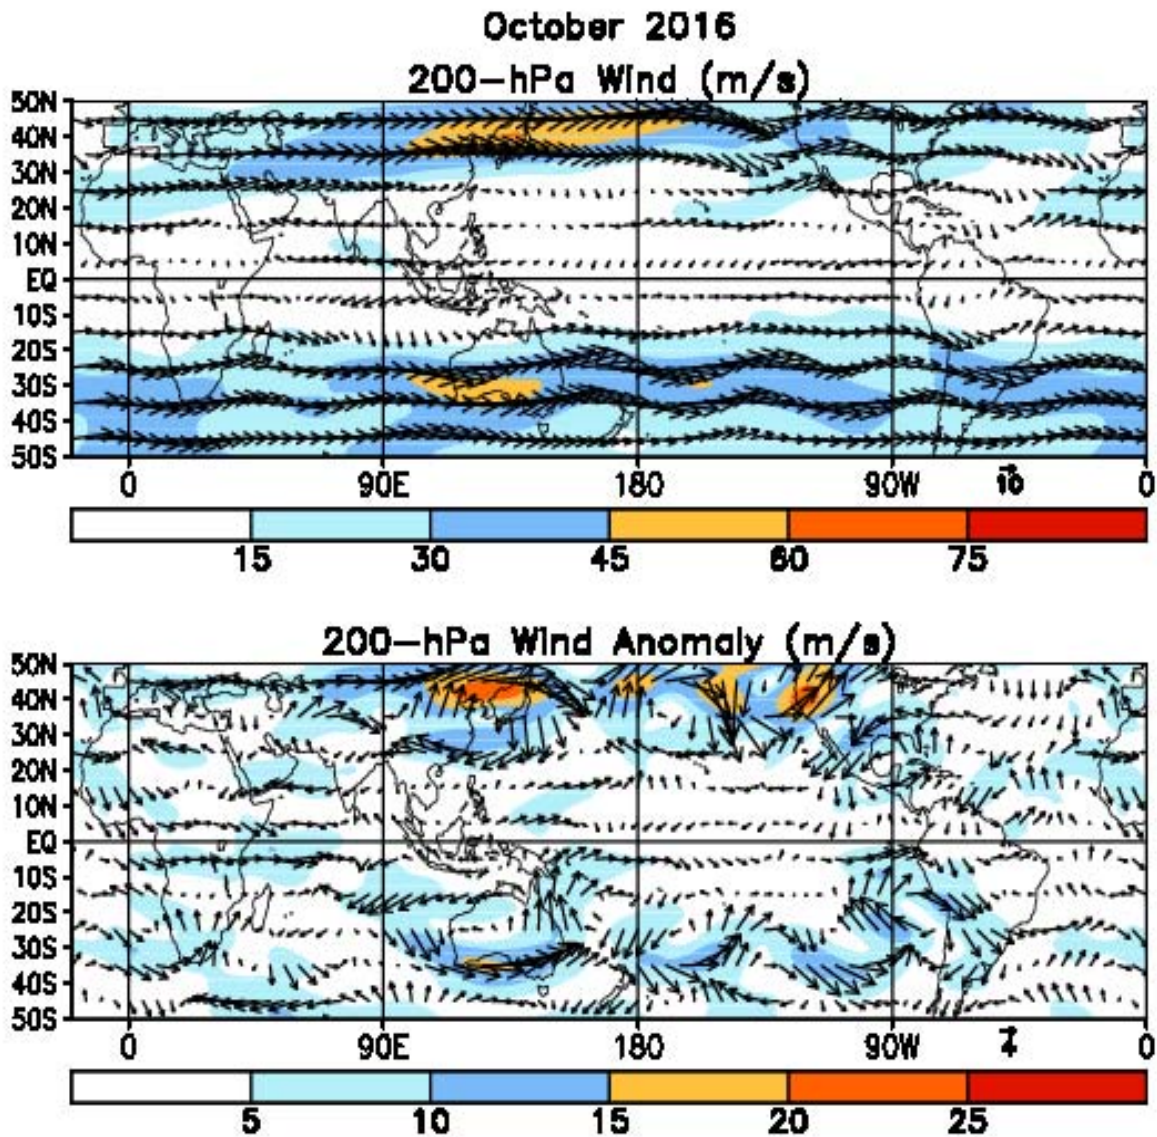 October 2016
200-hPa Wind (m/s)
50N
40N
30N
20N
10N
EQ
10S
20S
30S
40S
50S
0 90E 180 90W 10 0
15 30 45 60 75
200-hPa Wind Anomaly (m/s)
50N
40N
30N
20N
10N
EQ
10S
20S
30S
40S
50S
0 90E 180 90W 4 0
5 10 15 20 25